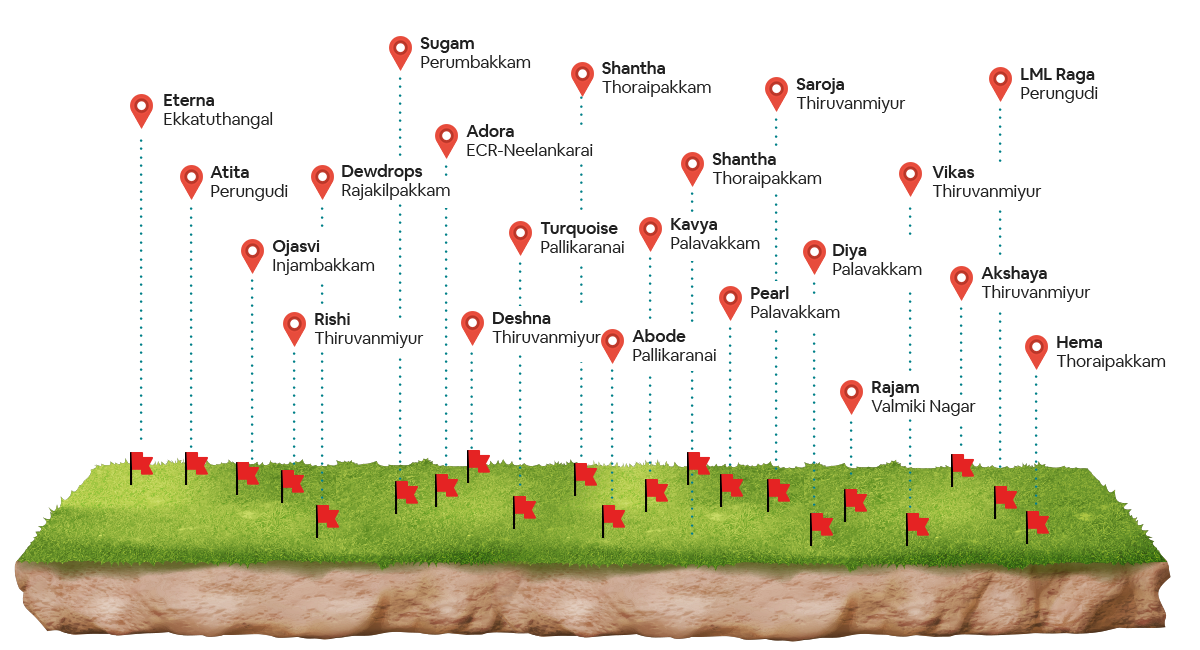 Sugam
Perumbakkam
Shantha
Thoraipakkam
LML Raga
Perungudi
Saroja
Thiruvanmiyur
Eterna
Ekkatuthangal
Adora
ECR-Neelankarai
Shantha
Thoraipakkam
Atita
Perungudi
Dewdrops
Rajakilpakkam
Vikas
Thiruvanmiyur
Kavya
Palavakkam
Turquoise
Pallikaranai
Ojasvi
Injambakkam
Diya
Palavakkam
Akshaya
Thiruvanmiyur
Pearl
Palavakkam
Rishi
Thiruvanmiyur
Deshna
Thiruvanmiyur
Abode
Pallikaranai
Hema
Thoraipakkam
Rajam
Valmiki Nagar